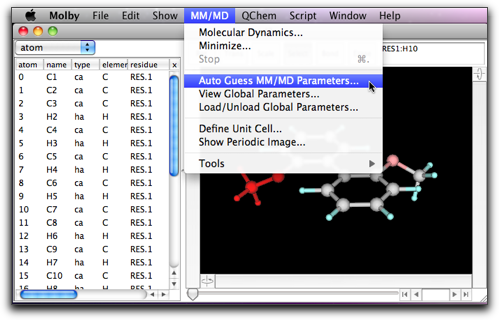 Molby File Edit Show MM/MD QChem Script Window Help
atom
RES1:H10
Molecular Dynamics...
Minimize...
Stop ⌘.
Auto Guess MM/MD Parameters...
View Global Parameters...
Load/Unload Global Parameters...
Define Unit Cell...
Show Periodic Image...
Tools
atom name type elemen residue x
0 C1 ca C RES.1
1 C2 ca C RES.1
2 C3 ca C RES.1
3 H2 ha H RES.1
4 C4 ca C RES.1
5 H3 ha H RES.1
6 C5 ca C RES.1
7 H4 ha H RES.1
8 C6 ca C RES.1
9 H5 ha H RES.1
10 C7 ca C RES.1
11 C8 ca C RES.1
12 H6 ha H RES.1
13 C9 ca C RES.1
14 H7 ha H RES.1
15 C10 ca C RES.1
16 H8 ha H RES.1